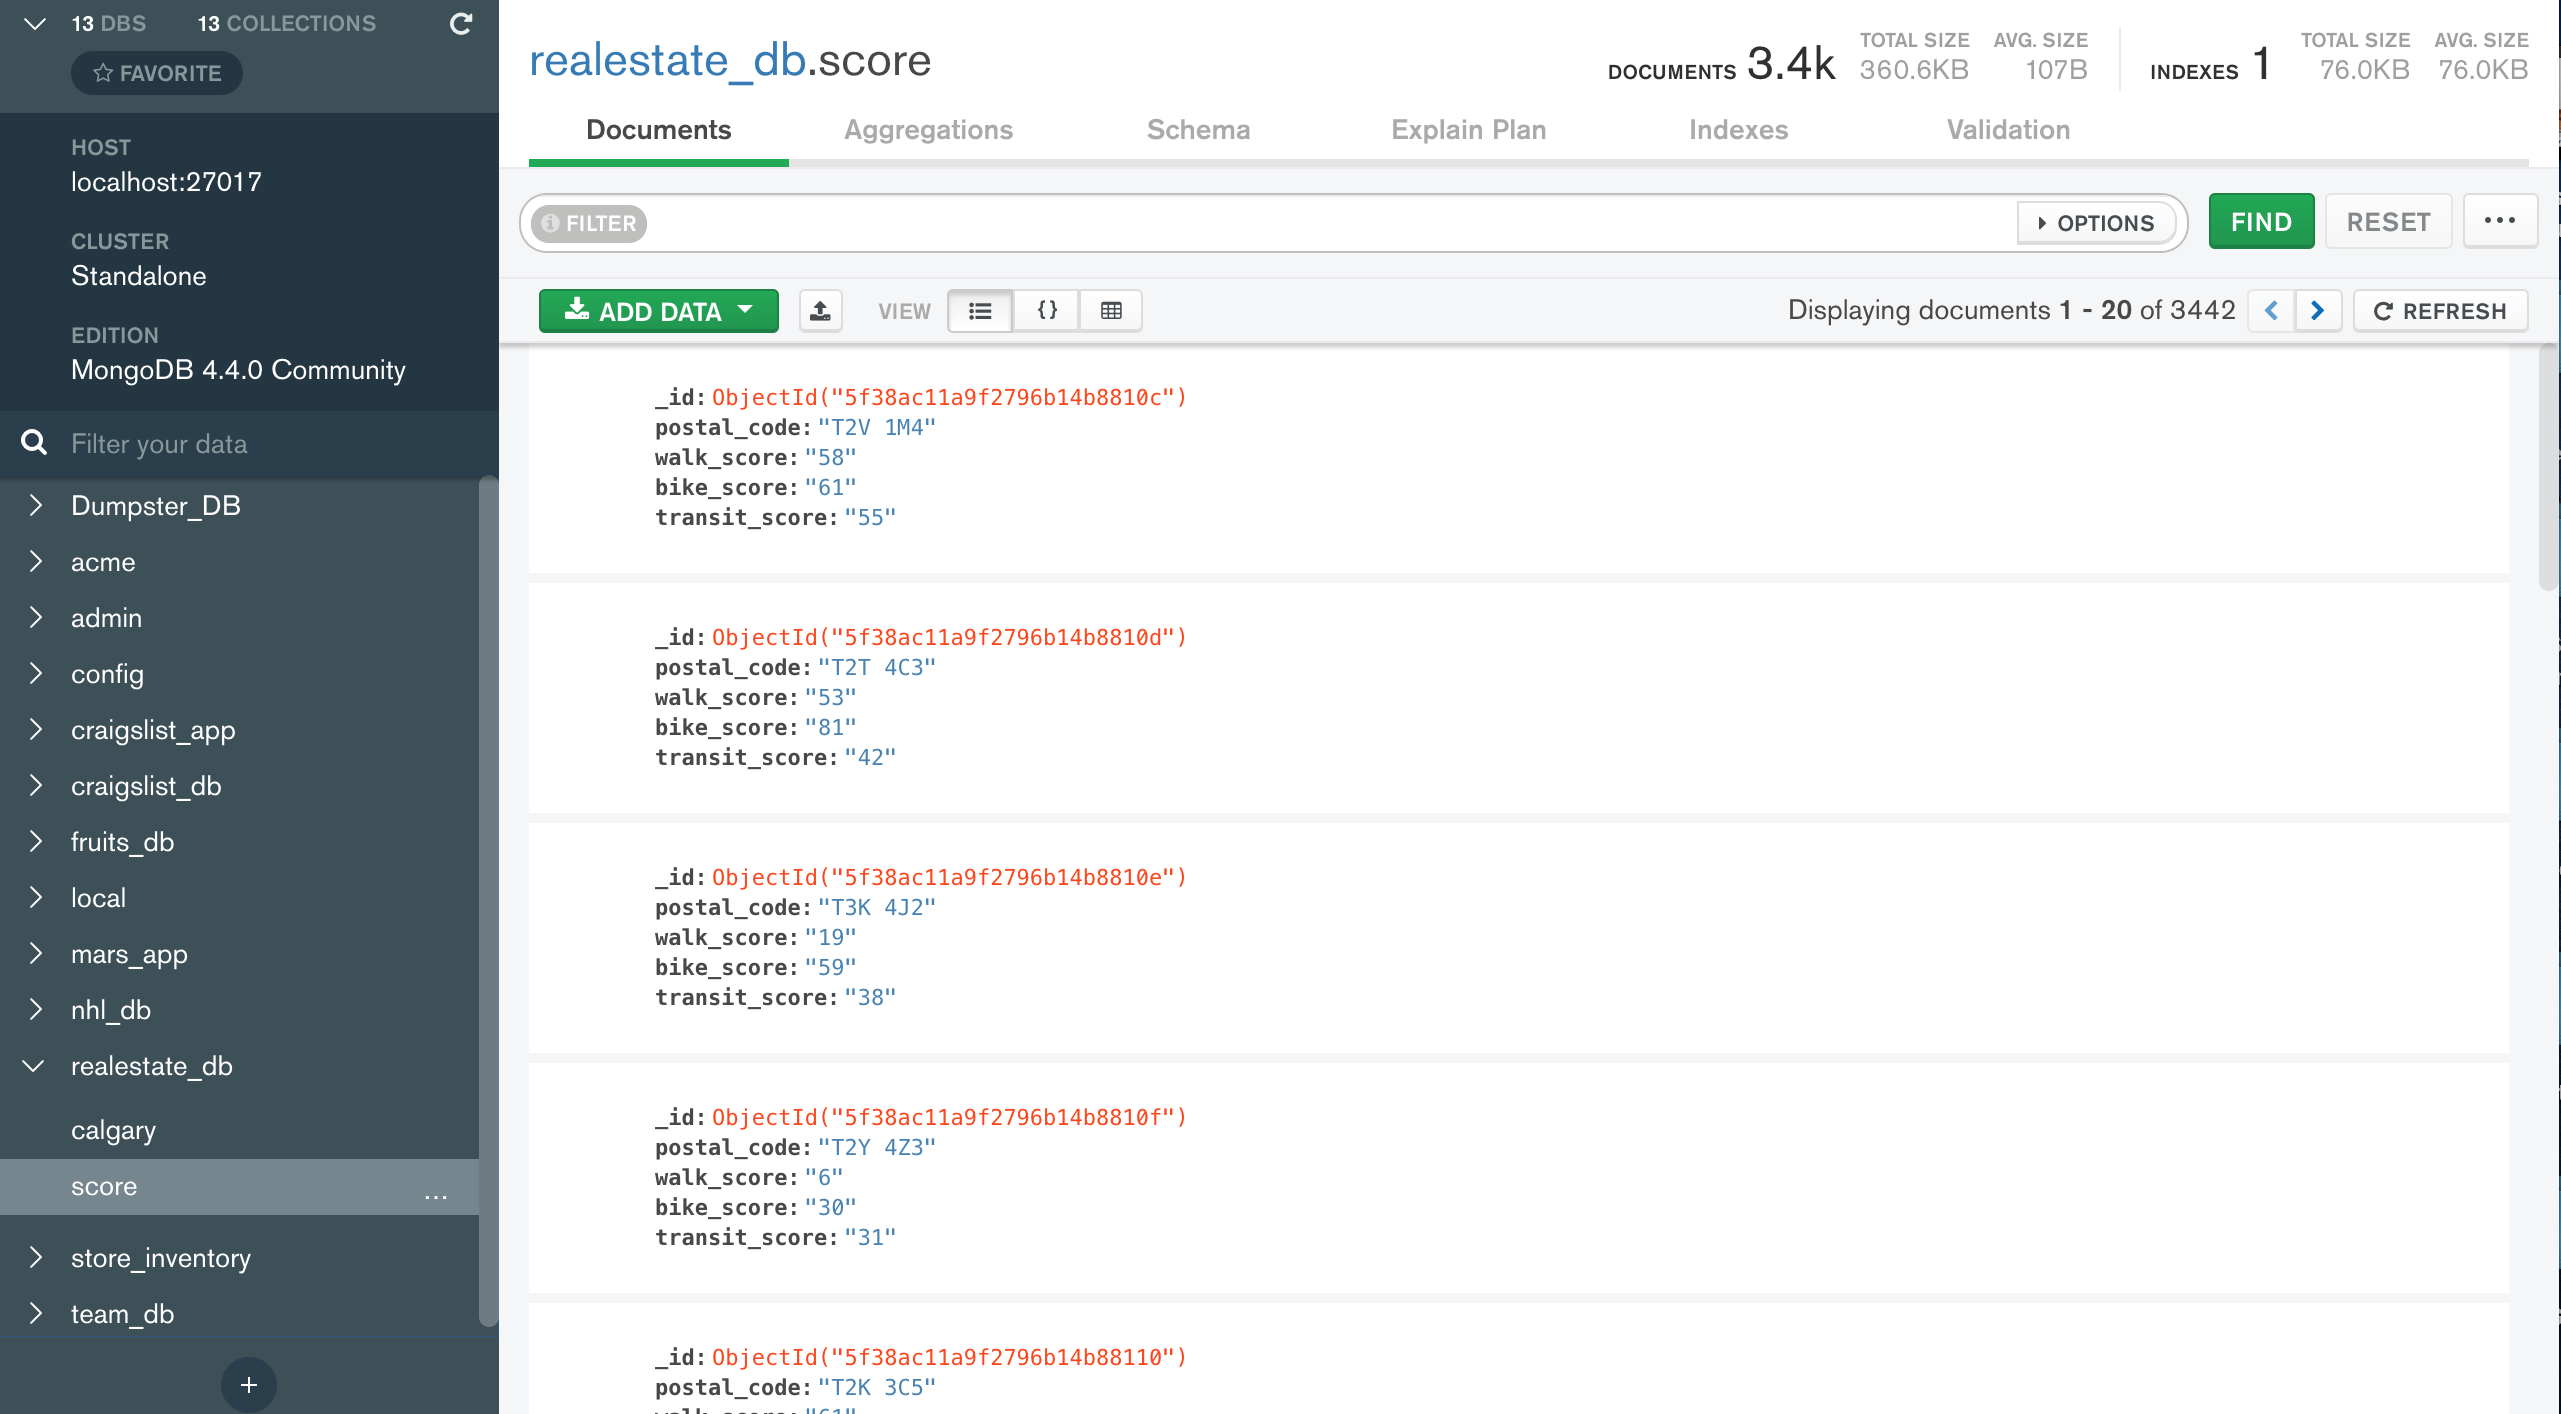 13 DBS 13 COLLECTIONS
FAVORITE
HOST
localhost:27017
CLUSTER
Standalone
EDITION
MongoDB 4.4.0 Community
Filter your data
Dumpster_DB
acme
admin
config
craigslist_app
craigslist_db
fruits_db
local
mars_app
nhl_db
realestate_db
calgary
score ...
store_inventory
team_db
+
realestate_db.score
DOCUMENTS 3.4k TOTAL SIZE 360.6KB AVG. SIZE 107B INDEXES 1 TOTAL SIZE 76.0KB AVG. SIZE 76.0KB
Documents Aggregations Schema Explain Plan Indexes Validation
FILTER OPTIONS FIND RESET ...
ADD DATA VIEW {} Displaying documents 1 - 20 of 3442 REFRESH
_id: ObjectId("5f38ac11a9f2796b14b8810c")
postal_code: "T2V 1M4"
walk_score: "58"
bike_score: "61"
transit_score: "55"
_id: ObjectId("5f38ac11a9f2796b14b8810d")
postal_code: "T2T 4C3"
walk_score: "53"
bike_score: "81"
transit_score: "42"
_id: ObjectId("5f38ac11a9f2796b14b8810e")
postal_code: "T3K 4J2"
walk_score: "19"
bike_score: "59"
transit_score: "38"
_id: ObjectId("5f38ac11a9f2796b14b8810f")
postal_code: "T2Y 4Z3"
walk_score: "6"
bike_score: "30"
transit_score: "31"
_id: ObjectId("5f38ac11a9f2796b14b88110")
postal_code: "T2K 3C5"
walk_score: "61"